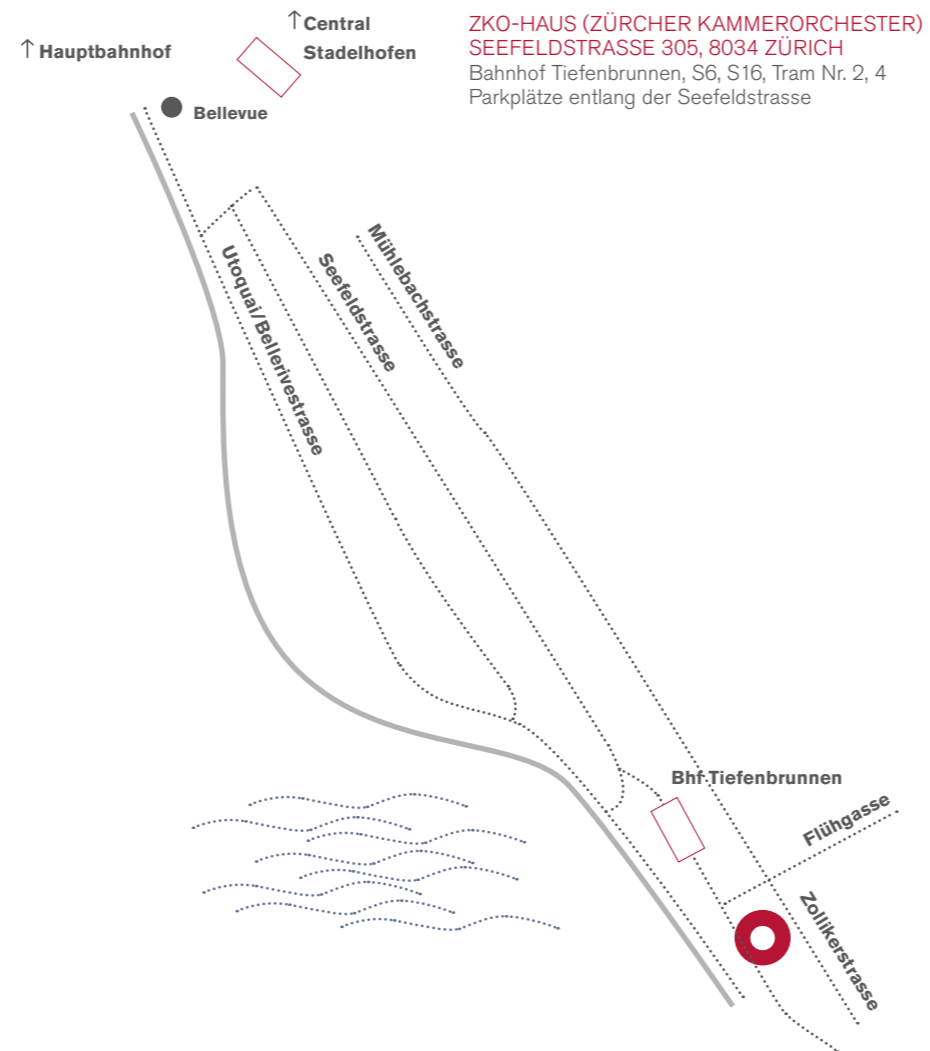 ↑ Central
↑ Hauptbahnhof
Stadelhofen
Bellevue
ZKO-HAUS (ZÜRCHER KAMMERORCHESTER)
SEEFELDSTRASSE 305, 8034 ZÜRICH
Bahnhof Tiefenbrunnen, S6, S16, Tram Nr. 2, 4
Parkplätze entlang der Seefeldstrasse
Utoquai/Bellerivestrasse
Seefeldstrasse
Mühlebachstrasse
Bhf Tiefenbrunnen
Flühgasse
Zollikerstrasse